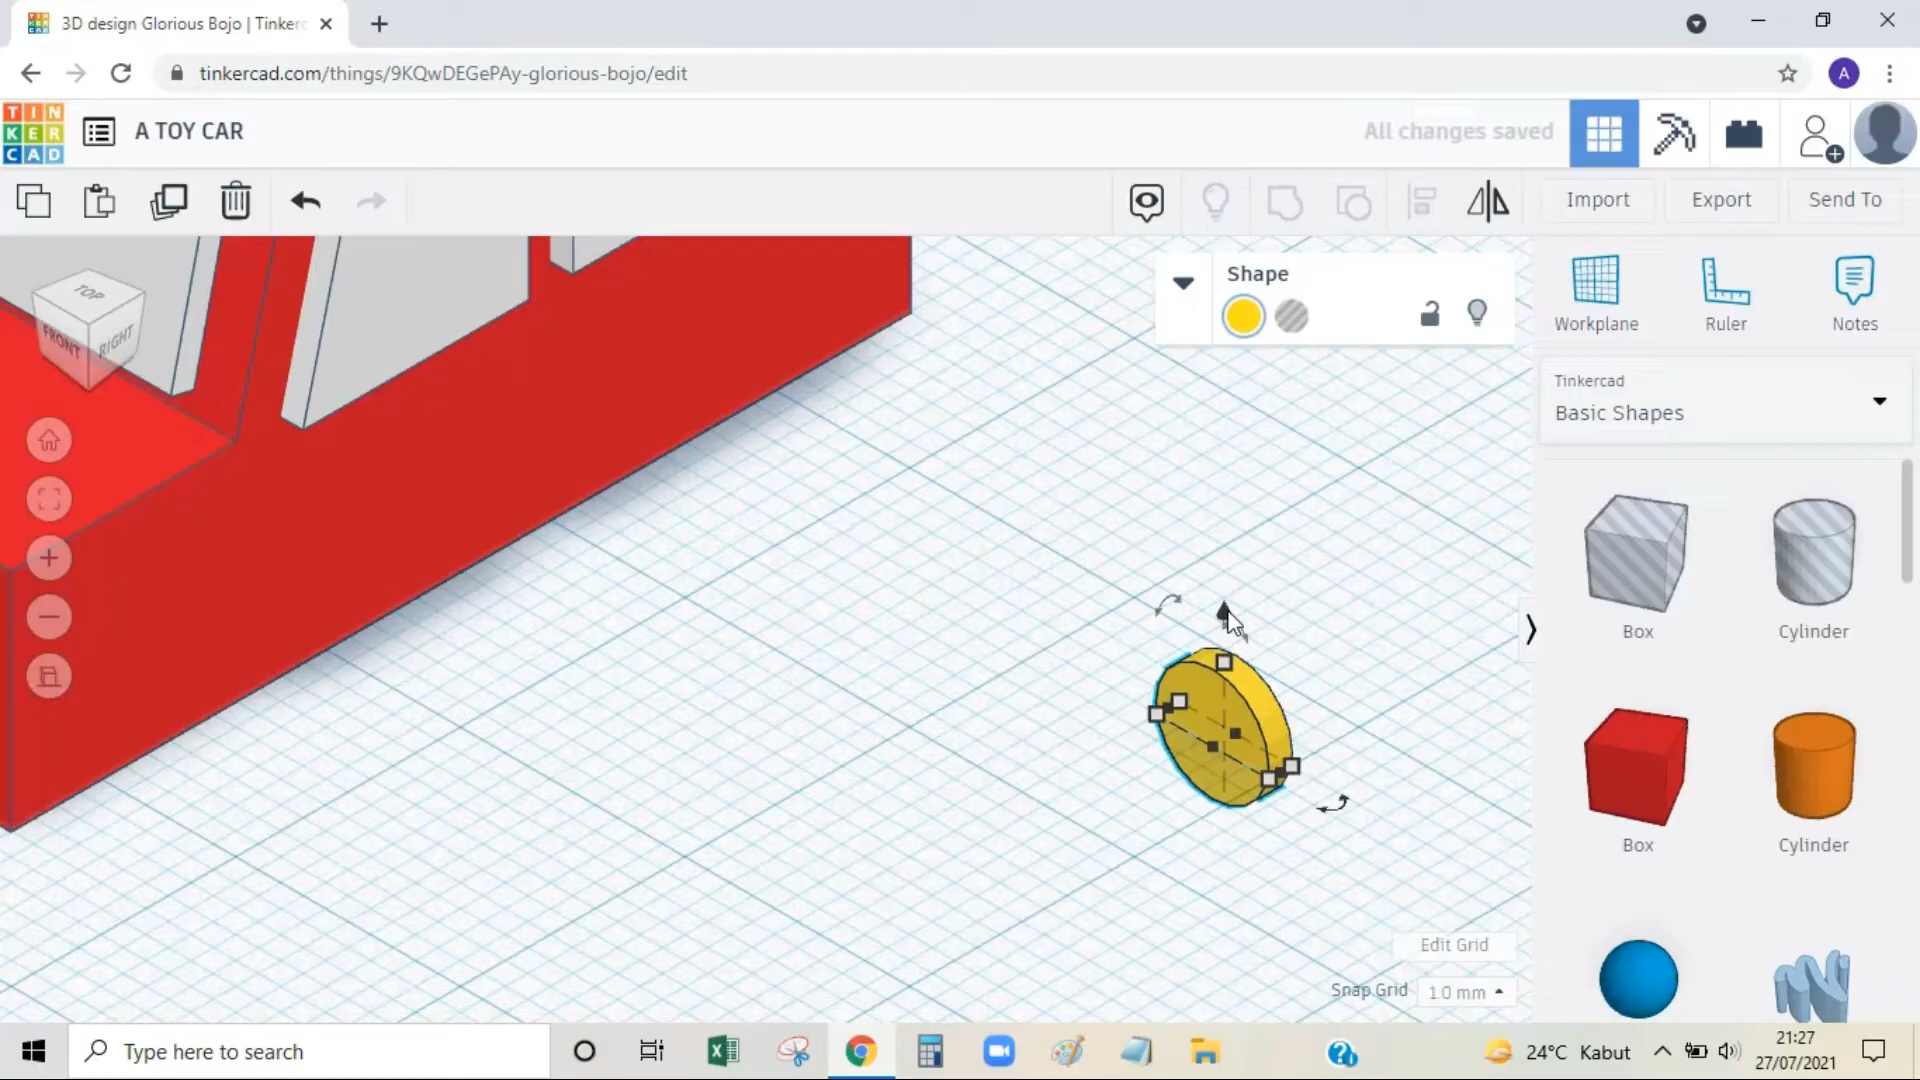 3D design Glorious Bojo | Tinkerc
tinkercad.com/things/9KQwDEGePAy-glorious-bojo/edit
TIN
KER
CAD
A TOY CAR
All changes saved
A
Import
Export
Send To
TOP
FRONT
RIGHT
Shape
Workplane
Ruler
Notes
Tinkercad
Basic Shapes
Box
Cylinder
Box
Cylinder
Edit Grid
Snap Grid
1.0 mm
Type here to search
24°C Kabut
21:27
27/07/2021